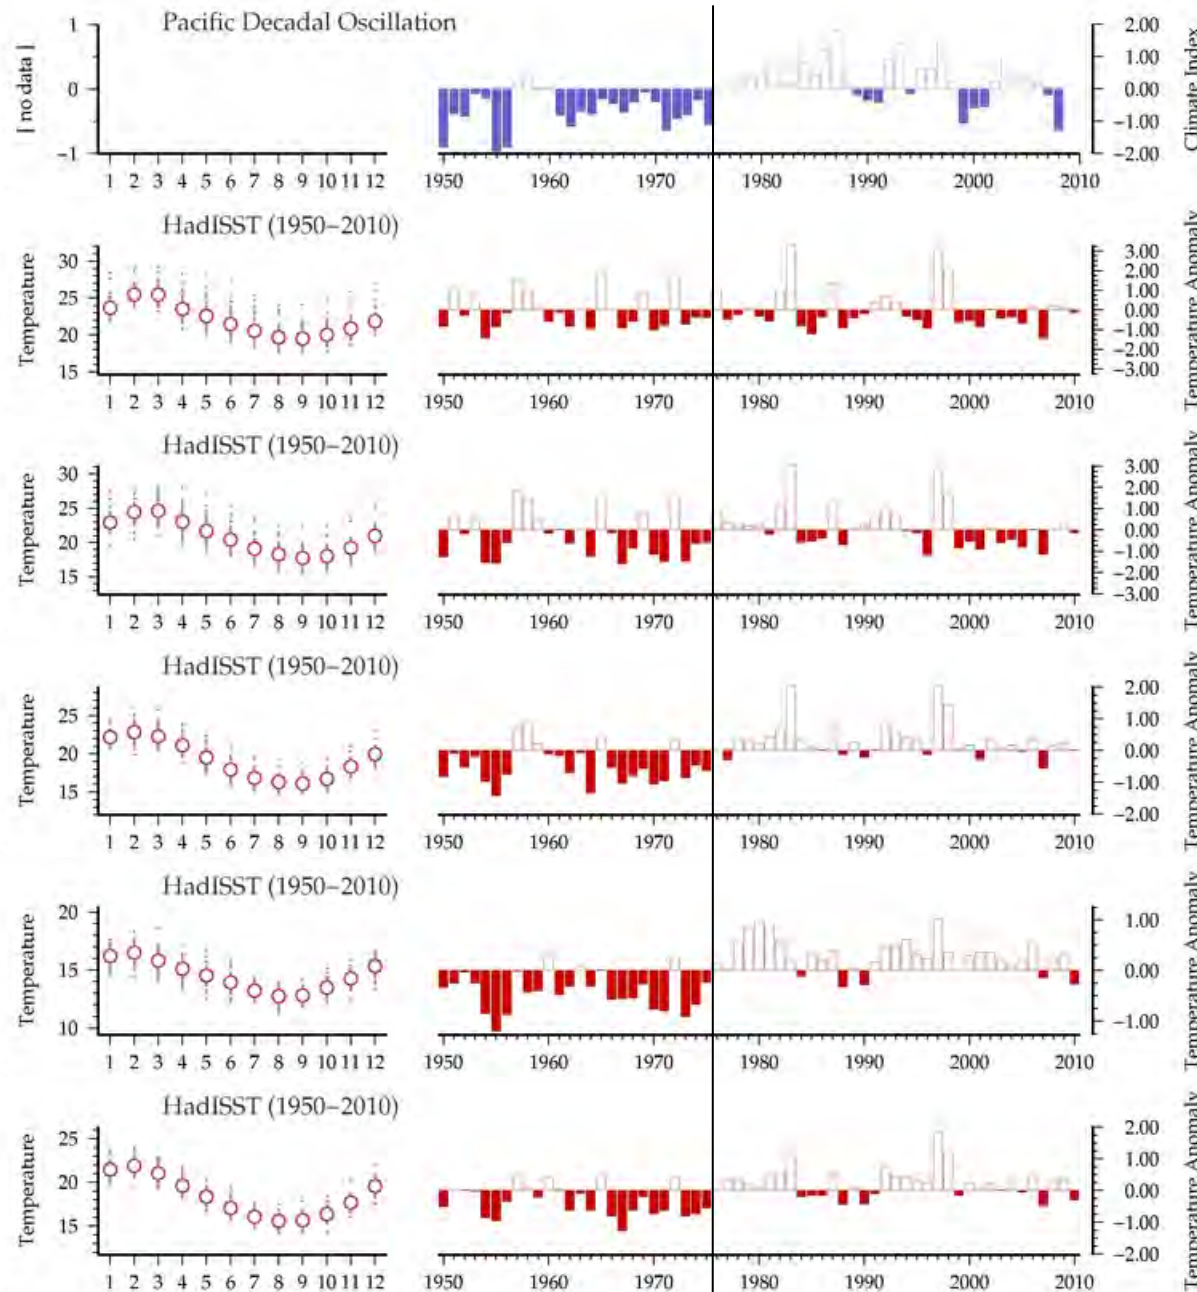 Pacific Decadal Oscillation
[ no data ]
1
0
−1
1 2 3 4 5 6 7 8 9 10 11 12
1950 1960 1970 1980 1990 2000 2010
2.00
1.00
0.00
−1.00
−2.00
Climate Index
HadISST (1950−2010)
Temperature
30
25
20
15
1 2 3 4 5 6 7 8 9 10 11 12
1950 1960 1970 1980 1990 2000 2010
3.00
2.00
1.00
0.00
−1.00
−2.00
−3.00
Temperature Anomaly
HadISST (1950−2010)
Temperature
30
25
20
15
1 2 3 4 5 6 7 8 9 10 11 12
1950 1960 1970 1980 1990 2000 2010
3.00
2.00
1.00
0.00
−1.00
−2.00
−3.00
Temperature Anomaly
HadISST (1950−2010)
Temperature
25
20
15
1 2 3 4 5 6 7 8 9 10 11 12
1950 1960 1970 1980 1990 2000 2010
2.00
1.00
0.00
−1.00
−2.00
Temperature Anomaly
HadISST (1950−2010)
Temperature
20
15
10
1 2 3 4 5 6 7 8 9 10 11 12
1950 1960 1970 1980 1990 2000 2010
1.00
0.00
−1.00
Temperature Anomaly
HadISST (1950−2010)
Temperature
25
20
15
1 2 3 4 5 6 7 8 9 10 11 12
1950 1960 1970 1980 1990 2000 2010
2.00
1.00
0.00
−1.00
−2.00
Temperature Anomaly